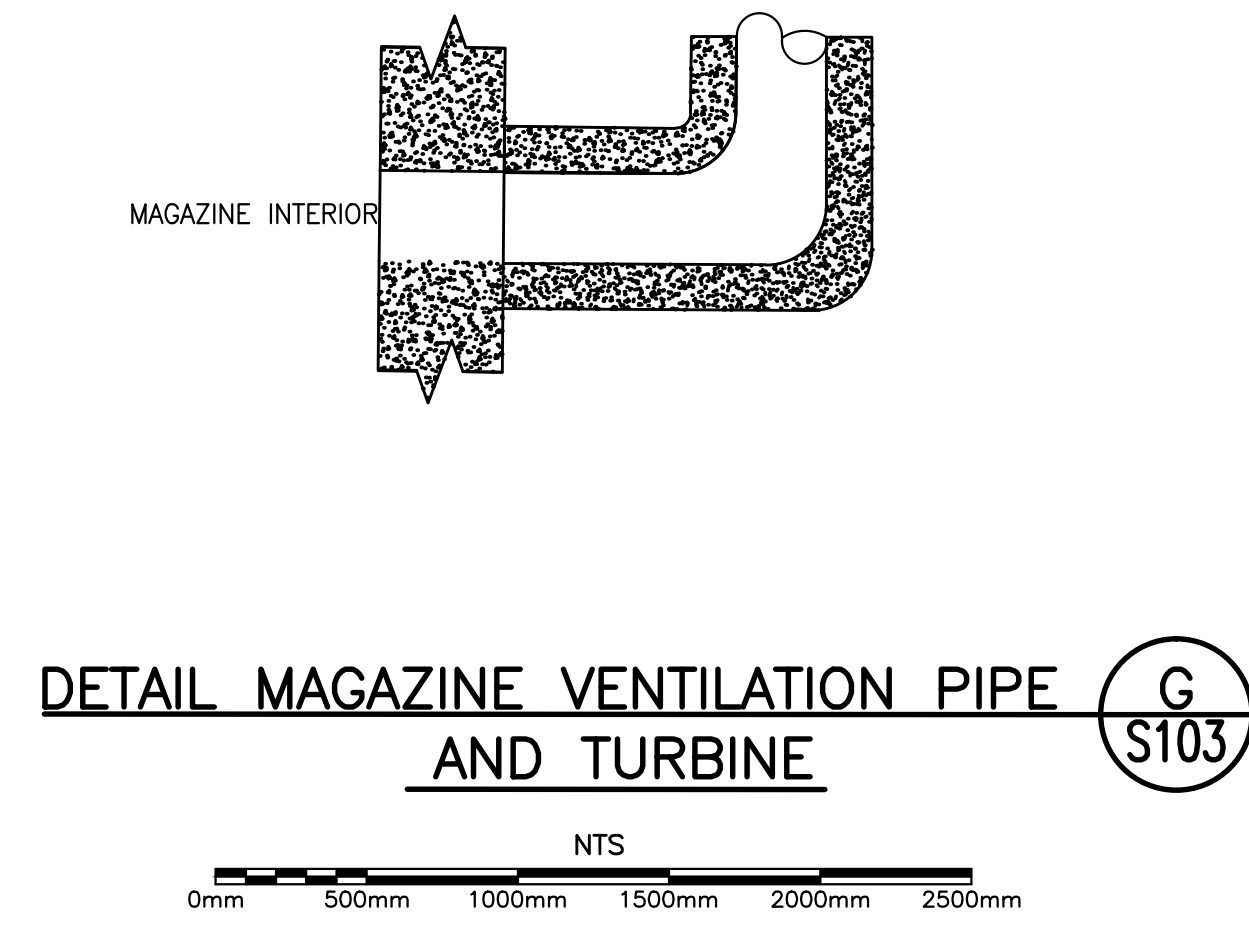 MAGAZINE INTERIOR
DETAIL MAGAZINE VENTILATION PIPE
AND TURBINE
G
S103
NTS
0mm 500mm 1000mm 1500mm 2000mm 2500mm